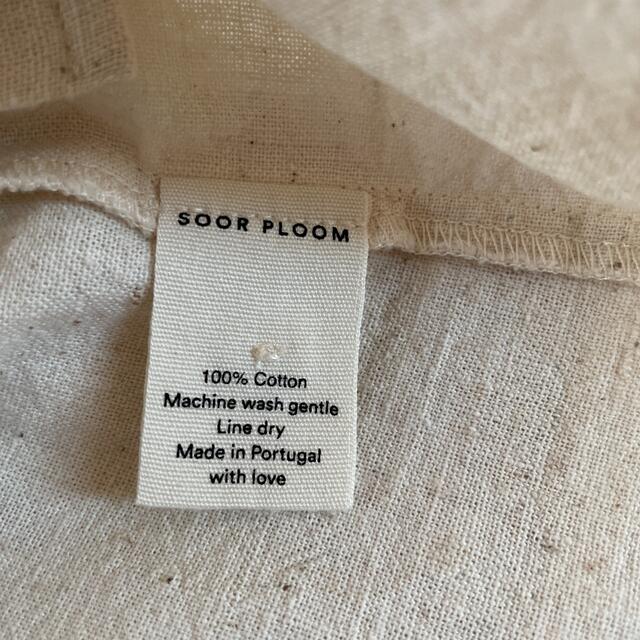 SOOR PLOOM
100% Cotton
Machine wash gentle
Line dry
Made in Portugal
with love